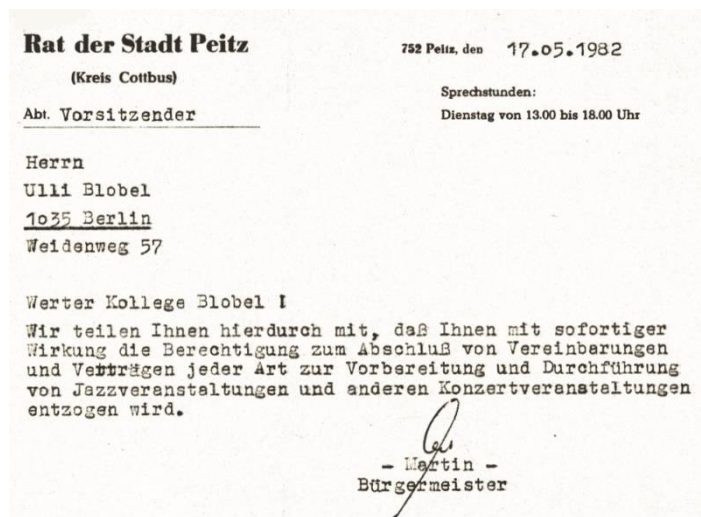 Rat der Stadt Peitz
(Kreis Cottbus)
Abt. Vorsitzender
752 Peitz, den 17.05.1982
Sprechstunden:
Dienstag von 13.00 bis 18.00 Uhr
Herrn
Ulli Blobel
1035 Berlin
Weidenweg 57
Werter Kollege Blobel !
Wir teilen Ihnen hierdurch mit, daß Ihnen mit sofortiger
Wirkung die Berechtigung zum Abschluß von Vereinbarungen
und Verträgen jeder Art zur Vorbereitung und Durchführung
von Jazzveranstaltungen und anderen Konzertveranstaltungen
entzogen wird.
- Martin -
Bürgermeister